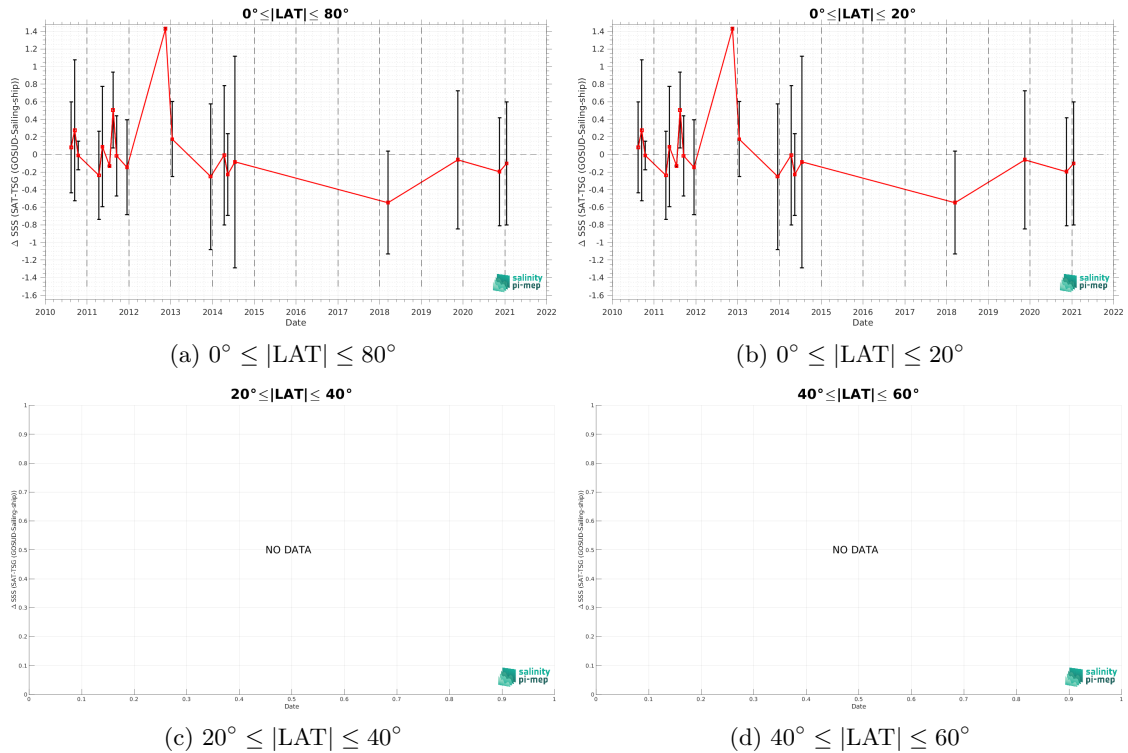 0°≤|LAT|≤ 80°
Δ SSS (SAT-TSG (GOSUD-Sailing-ship))
1.4
1.2
1
0.8
0.6
0.4
0.2
0
-0.2
-0.4
-0.6
-0.8
-1
-1.2
-1.4
-1.6
2010 2011 2012 2013 2014 2015 2016 2017 2018 2019 2020 2021 2022
Date
salinity
pi-mep
(a) 0° ≤ |LAT| ≤ 80°
0°≤|LAT|≤ 20°
Δ SSS (SAT-TSG (GOSUD-Sailing-ship))
1.4
1.2
1
0.8
0.6
0.4
0.2
0
-0.2
-0.4
-0.6
-0.8
-1
-1.2
-1.4
-1.6
2010 2011 2012 2013 2014 2015 2016 2017 2018 2019 2020 2021 2022
Date
salinity
pi-mep
(b) 0° ≤ |LAT| ≤ 20°
20°≤|LAT|≤ 40°
Δ SSS (SAT-TSG (GOSUD-Sailing-ship))
1
0.9
0.8
0.7
0.6
0.5
0.4
0.3
0.2
0.1
0
NO DATA
0 0.1 0.2 0.3 0.4 0.5 0.6 0.7 0.8 0.9 1
Date
salinity
pi-mep
(c) 20° ≤ |LAT| ≤ 40°
40°≤|LAT|≤ 60°
Δ SSS (SAT-TSG (GOSUD-Sailing-ship))
1
0.9
0.8
0.7
0.6
0.5
0.4
0.3
0.2
0.1
0
NO DATA
0 0.1 0.2 0.3 0.4 0.5 0.6 0.7 0.8 0.9 1
Date
salinity
pi-mep
(d) 40° ≤ |LAT| ≤ 60°